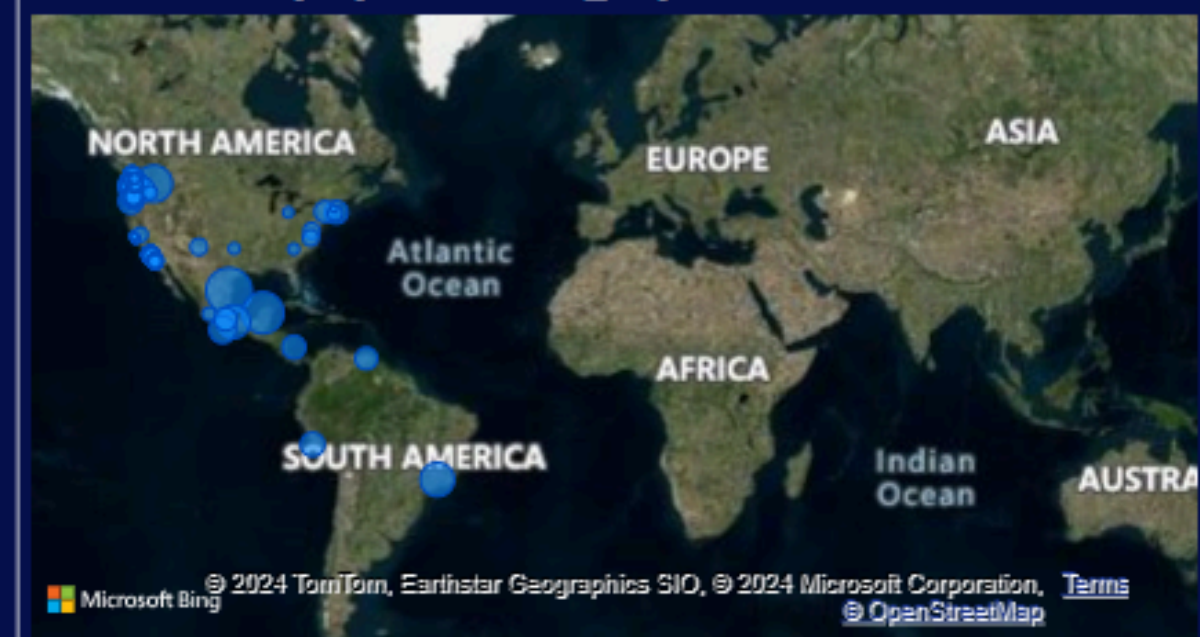 NORTH AMERICA
ASIA
EUROPE
Atlantic
Ocean
AFRICA
SOUTH AMERICA
Indian
Ocean
AUSTRA
Microsoft Bing
© 2024 TomTom, Earthstar Geographics SIO, © 2024 Microsoft Corporation, Terms
© OpenStreetMap